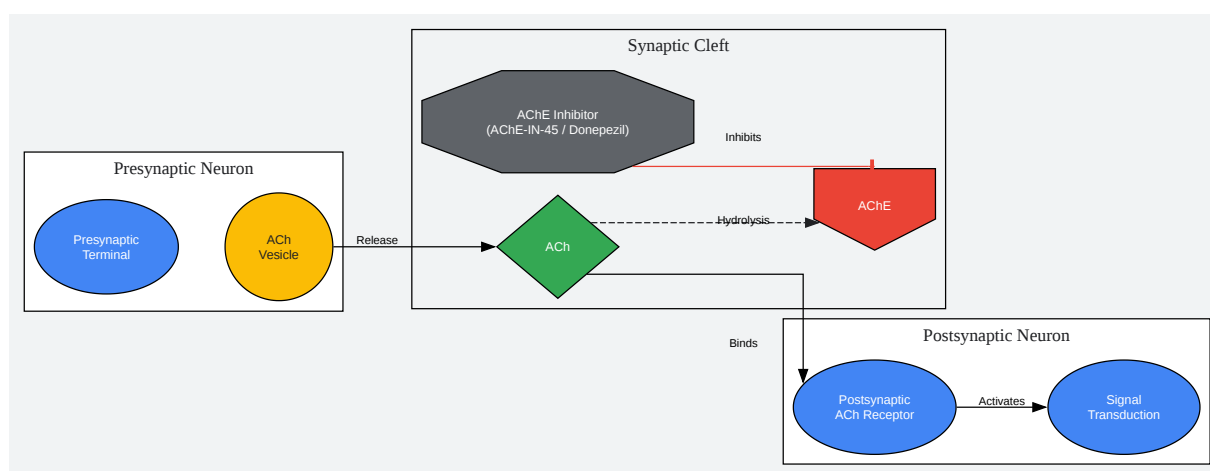 Synaptic Cleft
AChE Inhibitor
(AChE-IN-45 / Donepezil)
Inhibits
Presynaptic Neuron
Presynaptic
Terminal
ACh
Vesicle
Release
ACh
Hydrolysis
AChE
Binds
Postsynaptic Neuron
Postsynaptic
ACh Receptor
Activates
Signal
Transduction